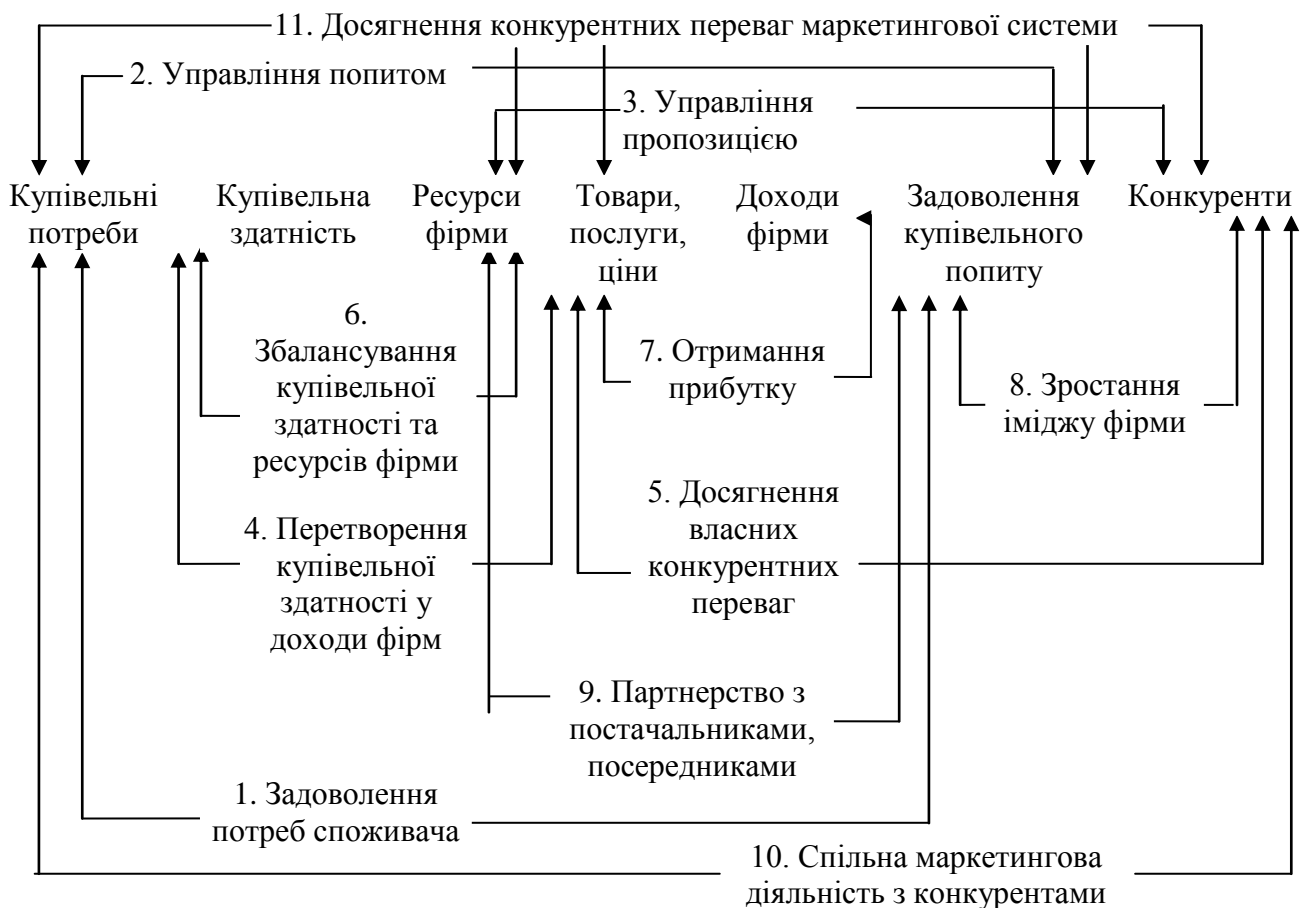 11. Досягнення конкурентних переваг маркетингової системи
2. Управління попитом
3. Управління
пропозицією
Купівельні
потреби
Купівельна
здатність
Ресурси
фірми
Товари,
послуги,
ціни
Доходи
фірми
Задоволення
купівельного
попиту
Конкуренти
6.
Збалансування
купівельної
здатності та
ресурсів фірми
7. Отримання
прибутку
8. Зростання
іміджу фірми
4. Перетворення
купівельної
здатності у
доходи фірм
5. Досягнення
власних
конкурентних
переваг
9. Партнерство з
постачальниками,
посередниками
1. Задоволення
потреб споживача
10. Спільна маркетингова
діяльність з конкурентами